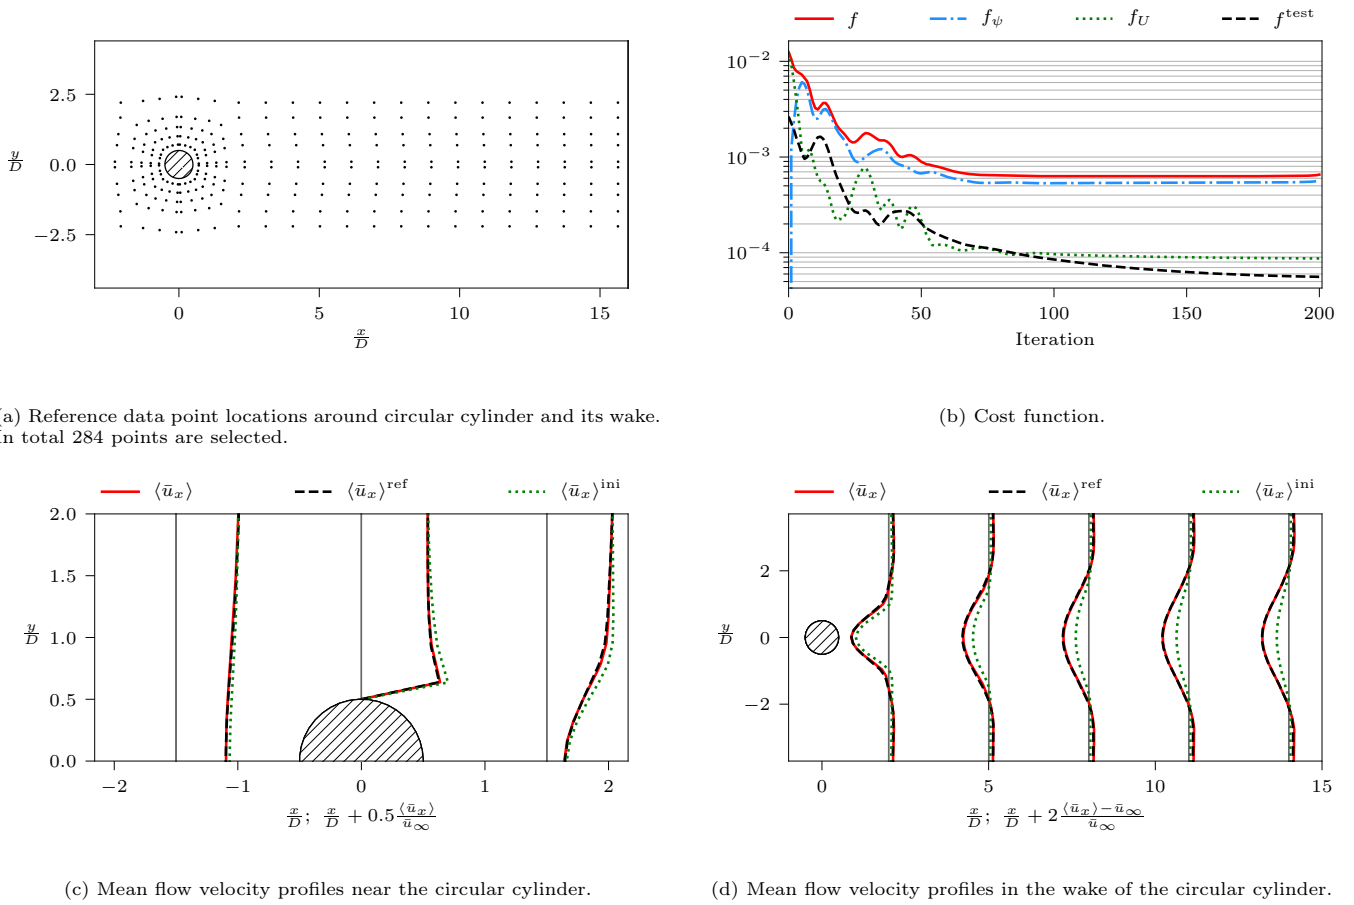 f f_ψ f_U f^test
2.5
0.0
−2.5
y/D
0 5 10 15
x/D
10^−2
10^−3
10^−4
0 50 100 150 200
Iteration
a) Reference data point locations around circular cylinder and its wake.
n total 284 points are selected.
(b) Cost function.
⟨ū_x⟩ ⟨ū_x⟩^ref ⟨ū_x⟩^ini
2.0
1.5
1.0
0.5
0.0
y/D
−2 −1 0 1 2
x/D; x/D + 0.5 ⟨ū_x⟩/ū_∞
⟨ū_x⟩ ⟨ū_x⟩^ref ⟨ū_x⟩^ini
2
0
−2
y/D
0 5 10 15
x/D; x/D + 2 ⟨ū_x⟩−ū_∞/ū_∞
(c) Mean flow velocity profiles near the circular cylinder.
(d) Mean flow velocity profiles in the wake of the circular cylinder.